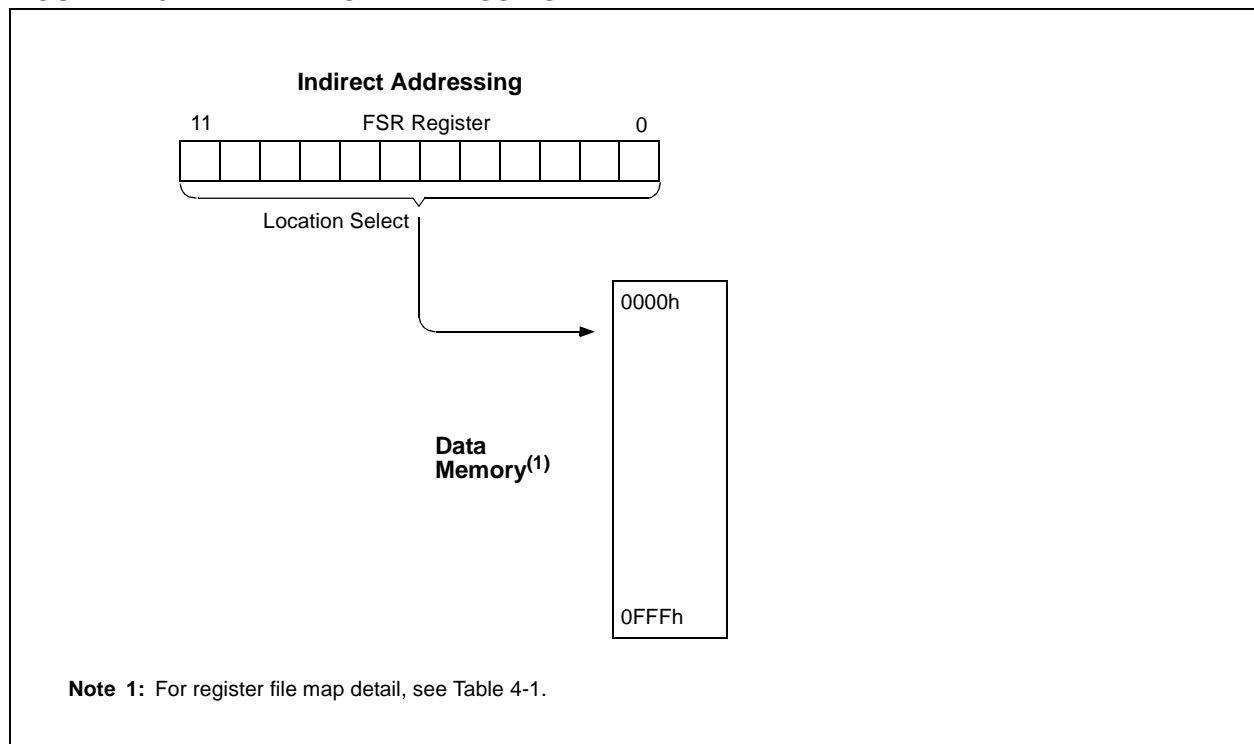 Indirect Addressing
11 FSR Register 0
Location Select
0000h
Data
Memory(1)
0FFFh
Note 1: For register file map detail, see Table 4-1.